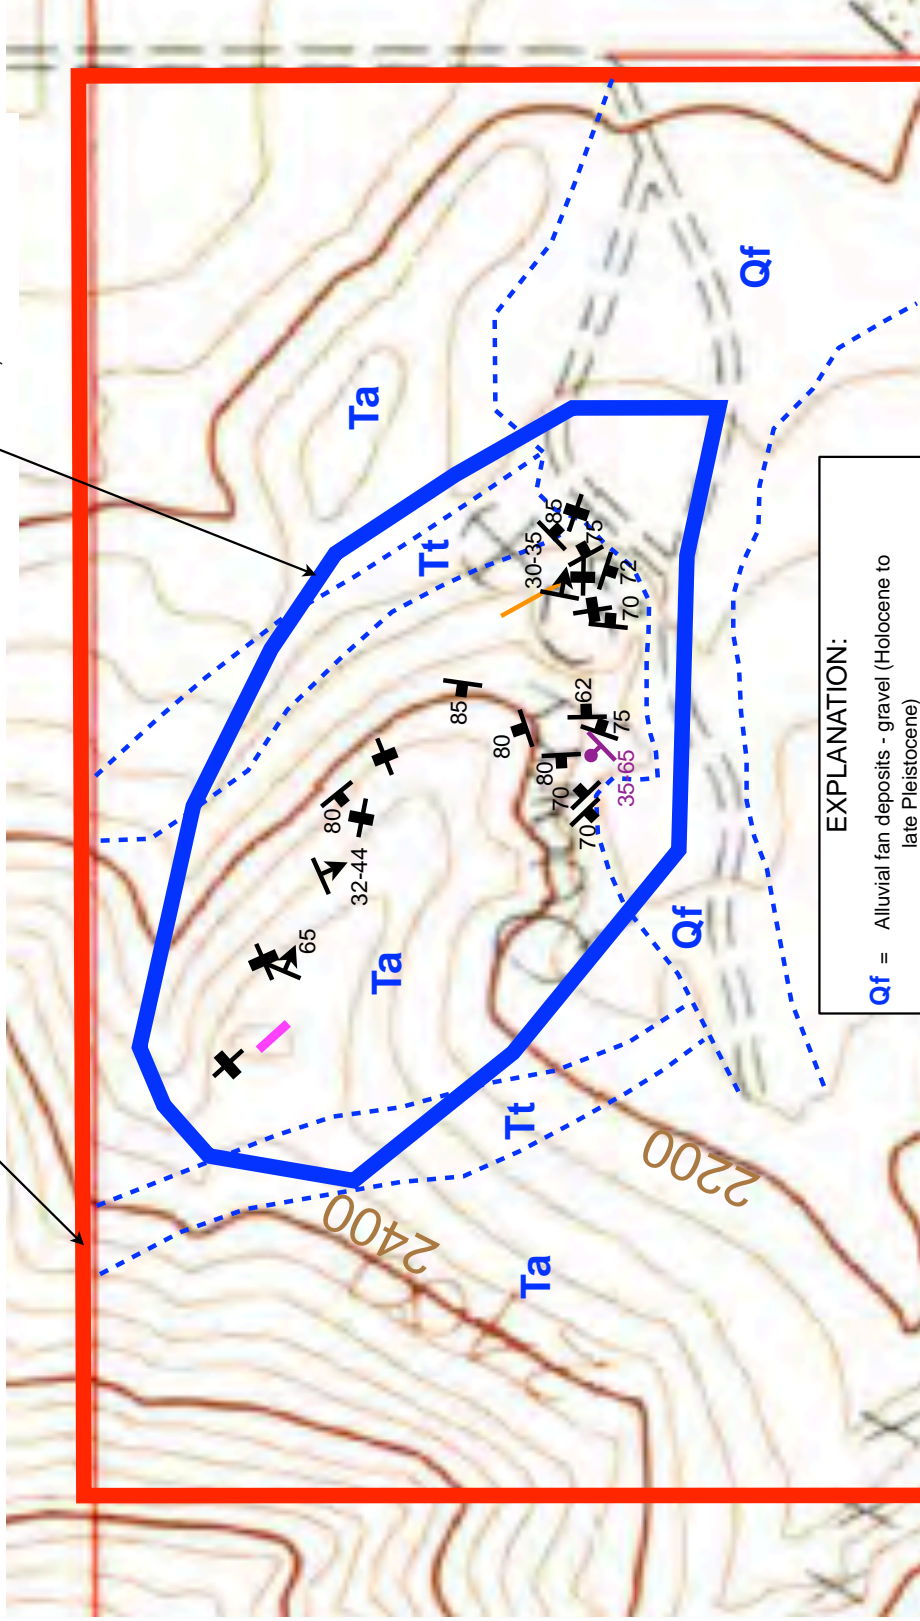 Qf
Ta
Tt
85
75
30-35
72
70
85
62
80
75
80
35-65
70
70
80
32-44
65
Ta
Qf
Tt
2200
2400
Ta
EXPLANATION:
Qf = Alluvial fan deposits - gravel (Holocene to
late Pleistocene)